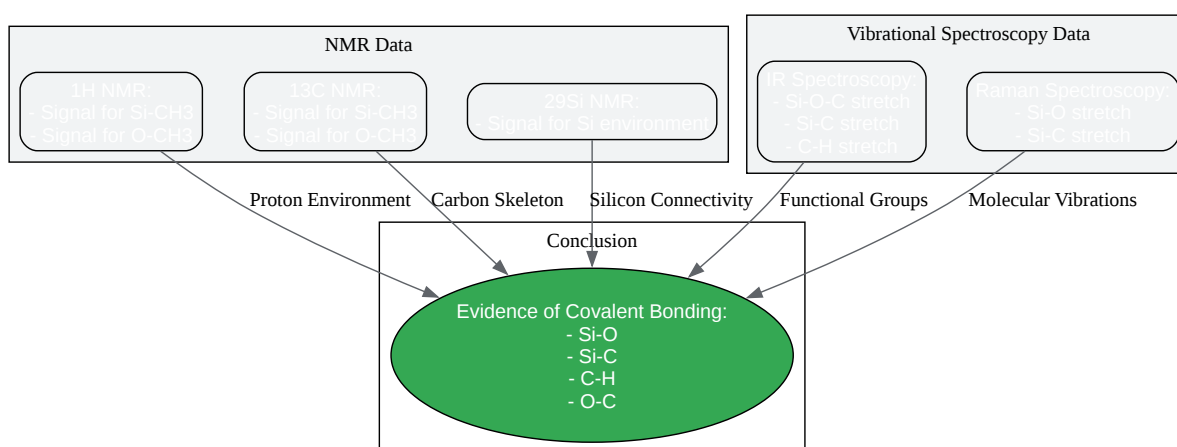 NMR Data
1H NMR:
- Signal for Si-CH3
- Signal for O-CH3
13C NMR:
- Signal for Si-CH3
- Signal for O-CH3
29Si NMR:
- Signal for Si environment
Vibrational Spectroscopy Data
IR Spectroscopy:
- Si-O-C stretch
- Si-C stretch
- C-H stretch
Raman Spectroscopy:
- Si-O stretch
- Si-C stretch
Proton Environment
Carbon Skeleton
Silicon Connectivity
Functional Groups
Molecular Vibrations
Conclusion
Evidence of Covalent Bonding:
- Si-O
- Si-C
- C-H
- O-C